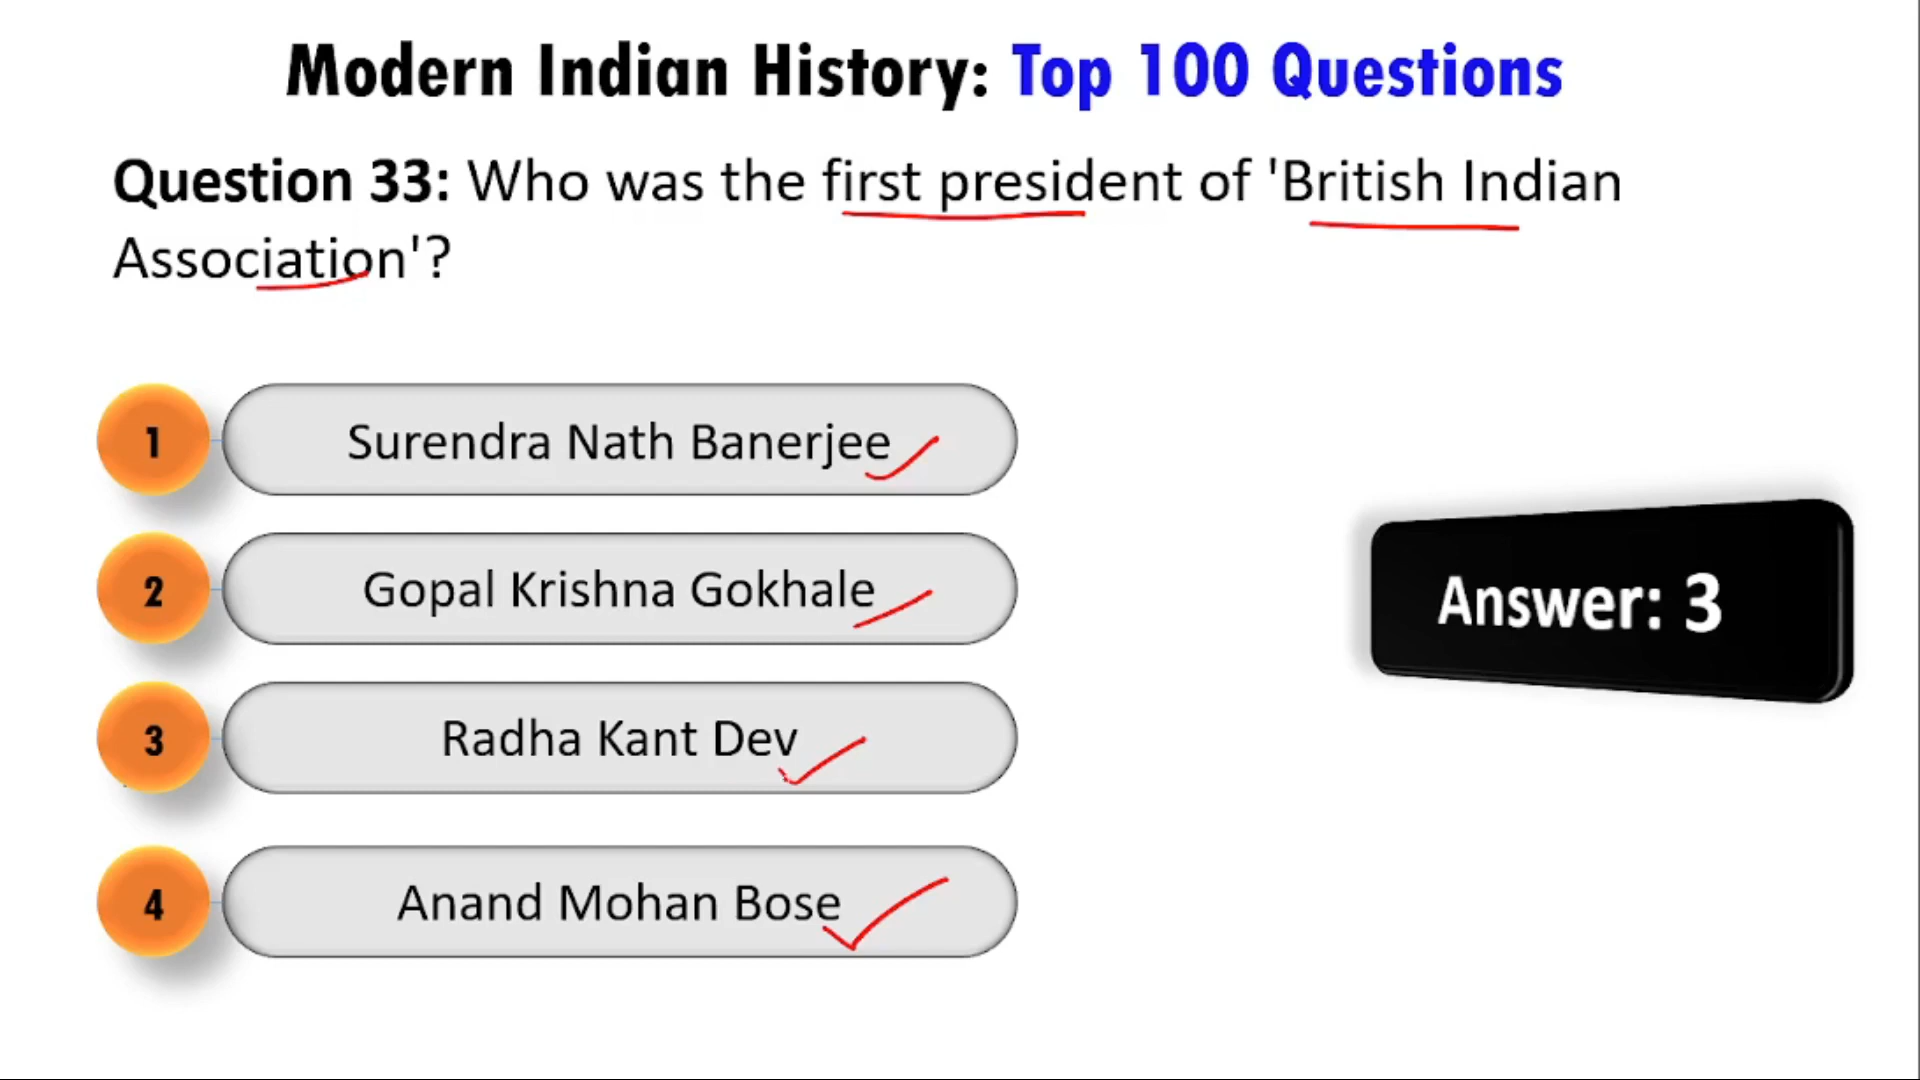 Modern Indian History: Top 100 Questions
Question 33: Who was the first president of 'British Indian
Association'?
1 Surendra Nath Banerjee
2 Gopal Krishna Gokhale
3 Radha Kant Dev
4 Anand Mohan Bose
Answer: 3